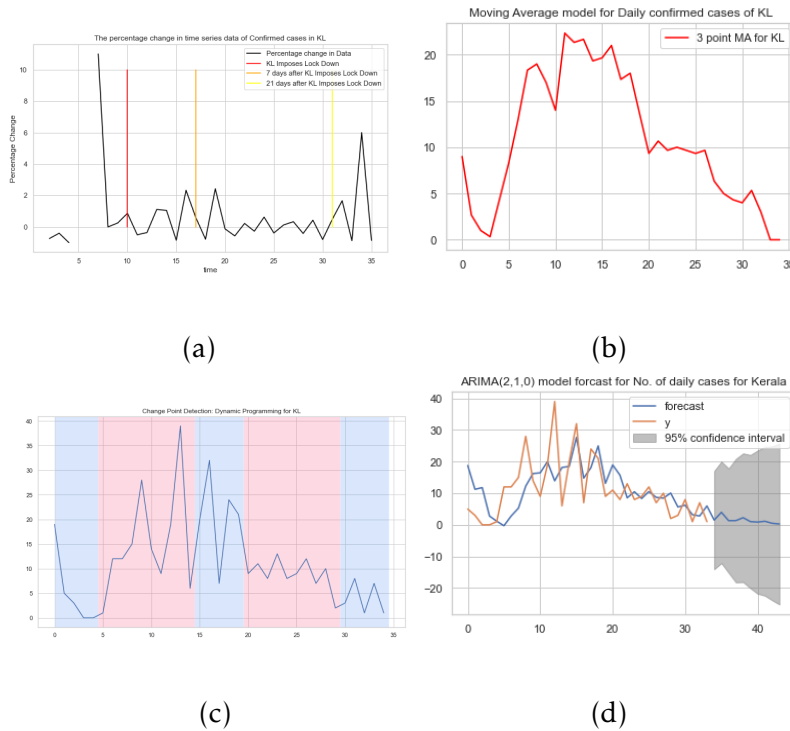 The percentage change in time series data of Confirmed cases in KL
Percentage change in Data
KL Imposes Lock Down
7 days after KL Imposes Lock Down
21 days after KL Imposes Lock Down
Percentage Change
10
8
6
4
2
0
5 10 15 20 25 30 35
time
(a)
Moving Average model for Daily confirmed cases of KL
3 point MA for KL
20
15
10
5
0
0 5 10 15 20 25 30
(b)
Change Point Detection: Dynamic Programming for KL
40
35
30
25
20
15
10
5
0
0 5 10 15 20 25 30 35
(c)
ARIMA(2,1,0) model forcast for No. of daily cases for Kerala
forecast
y
95% confidence interval
40
30
20
10
0
−10
−20
0 10 20 30 40
(d)